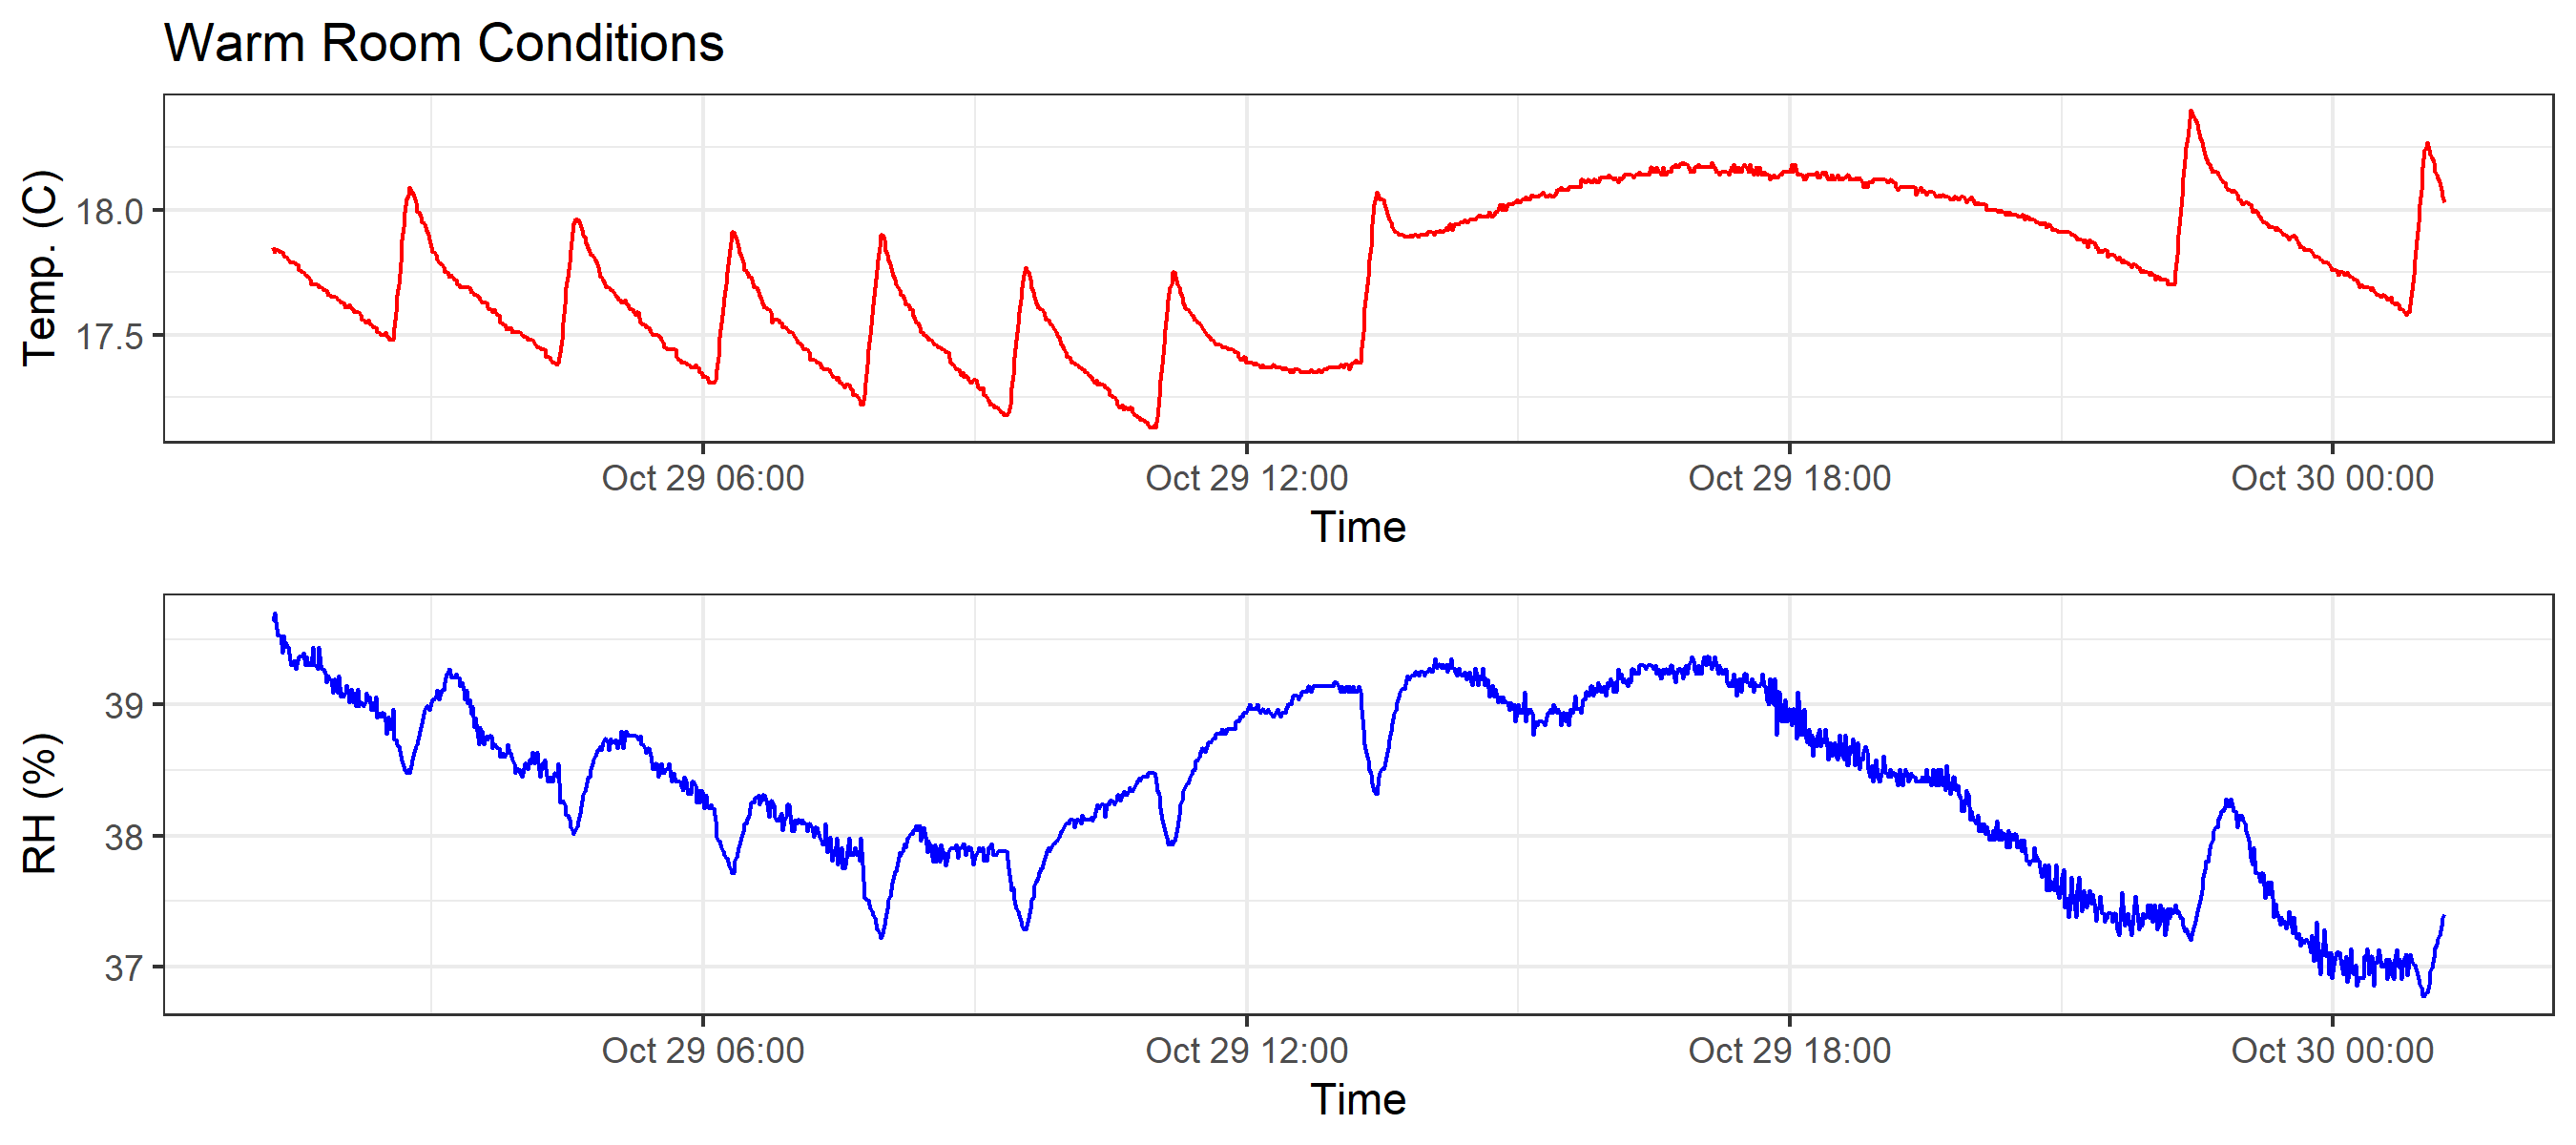 Warm Room Conditions
Temp. (C)
18.0
17.5
Oct 29 06:00 Oct 29 12:00 Oct 29 18:00 Oct 30 00:00
Time
RH (%)
39
38
37
Oct 29 06:00 Oct 29 12:00 Oct 29 18:00 Oct 30 00:00
Time